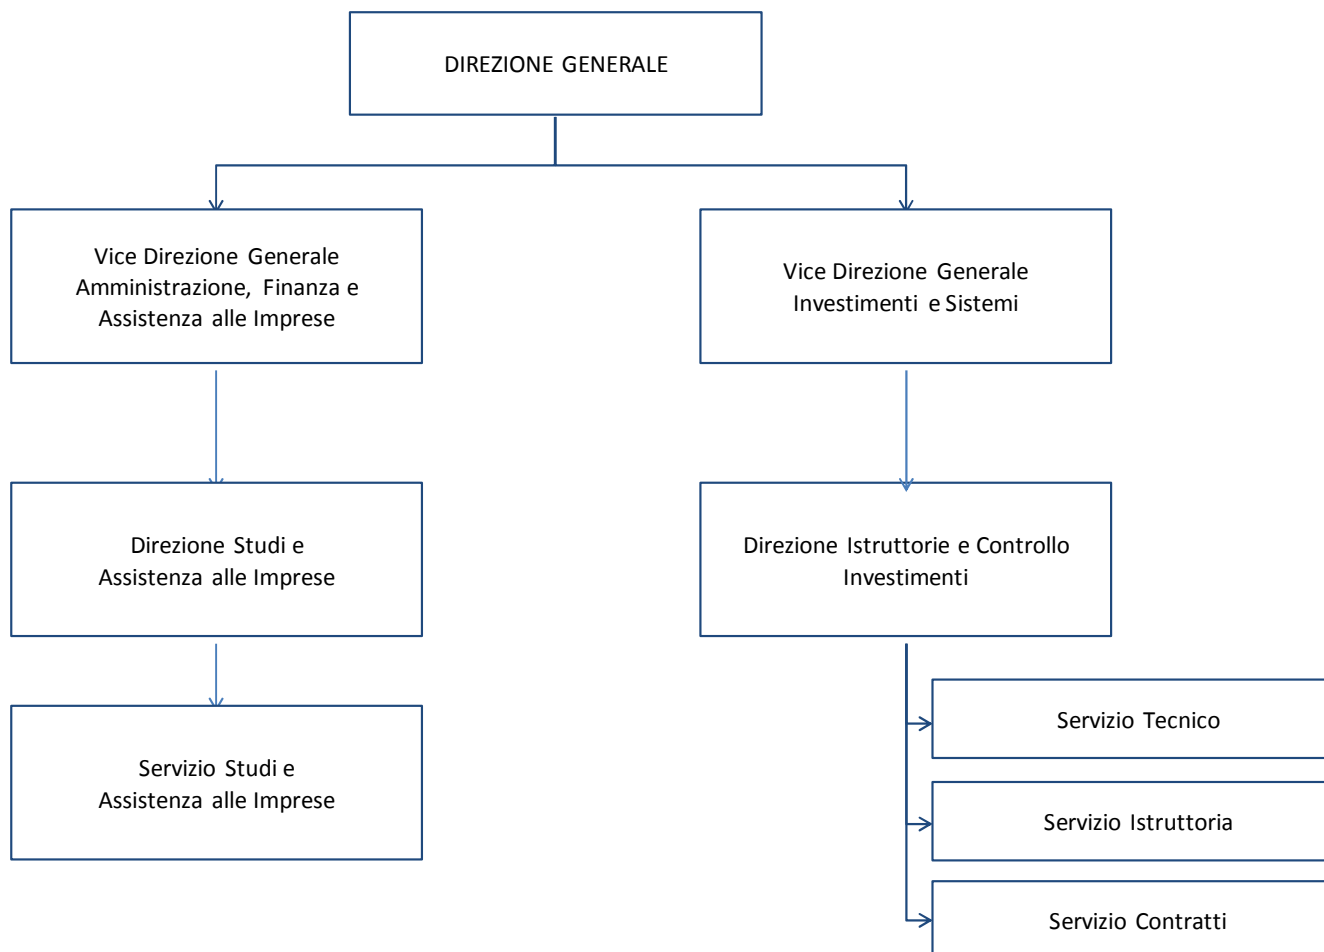 DIREZIONE GENERALE
Vice Direzione Generale
Amministrazione, Finanza e
Assistenza alle Imprese
Vice Direzione Generale
Investimenti e Sistemi
Direzione Studi e
Assistenza alle Imprese
Direzione Istruttorie e Controllo
Investimenti
Servizio Studi e
Assistenza alle Imprese
Servizio Tecnico
Servizio Istruttoria
Servizio Contratti